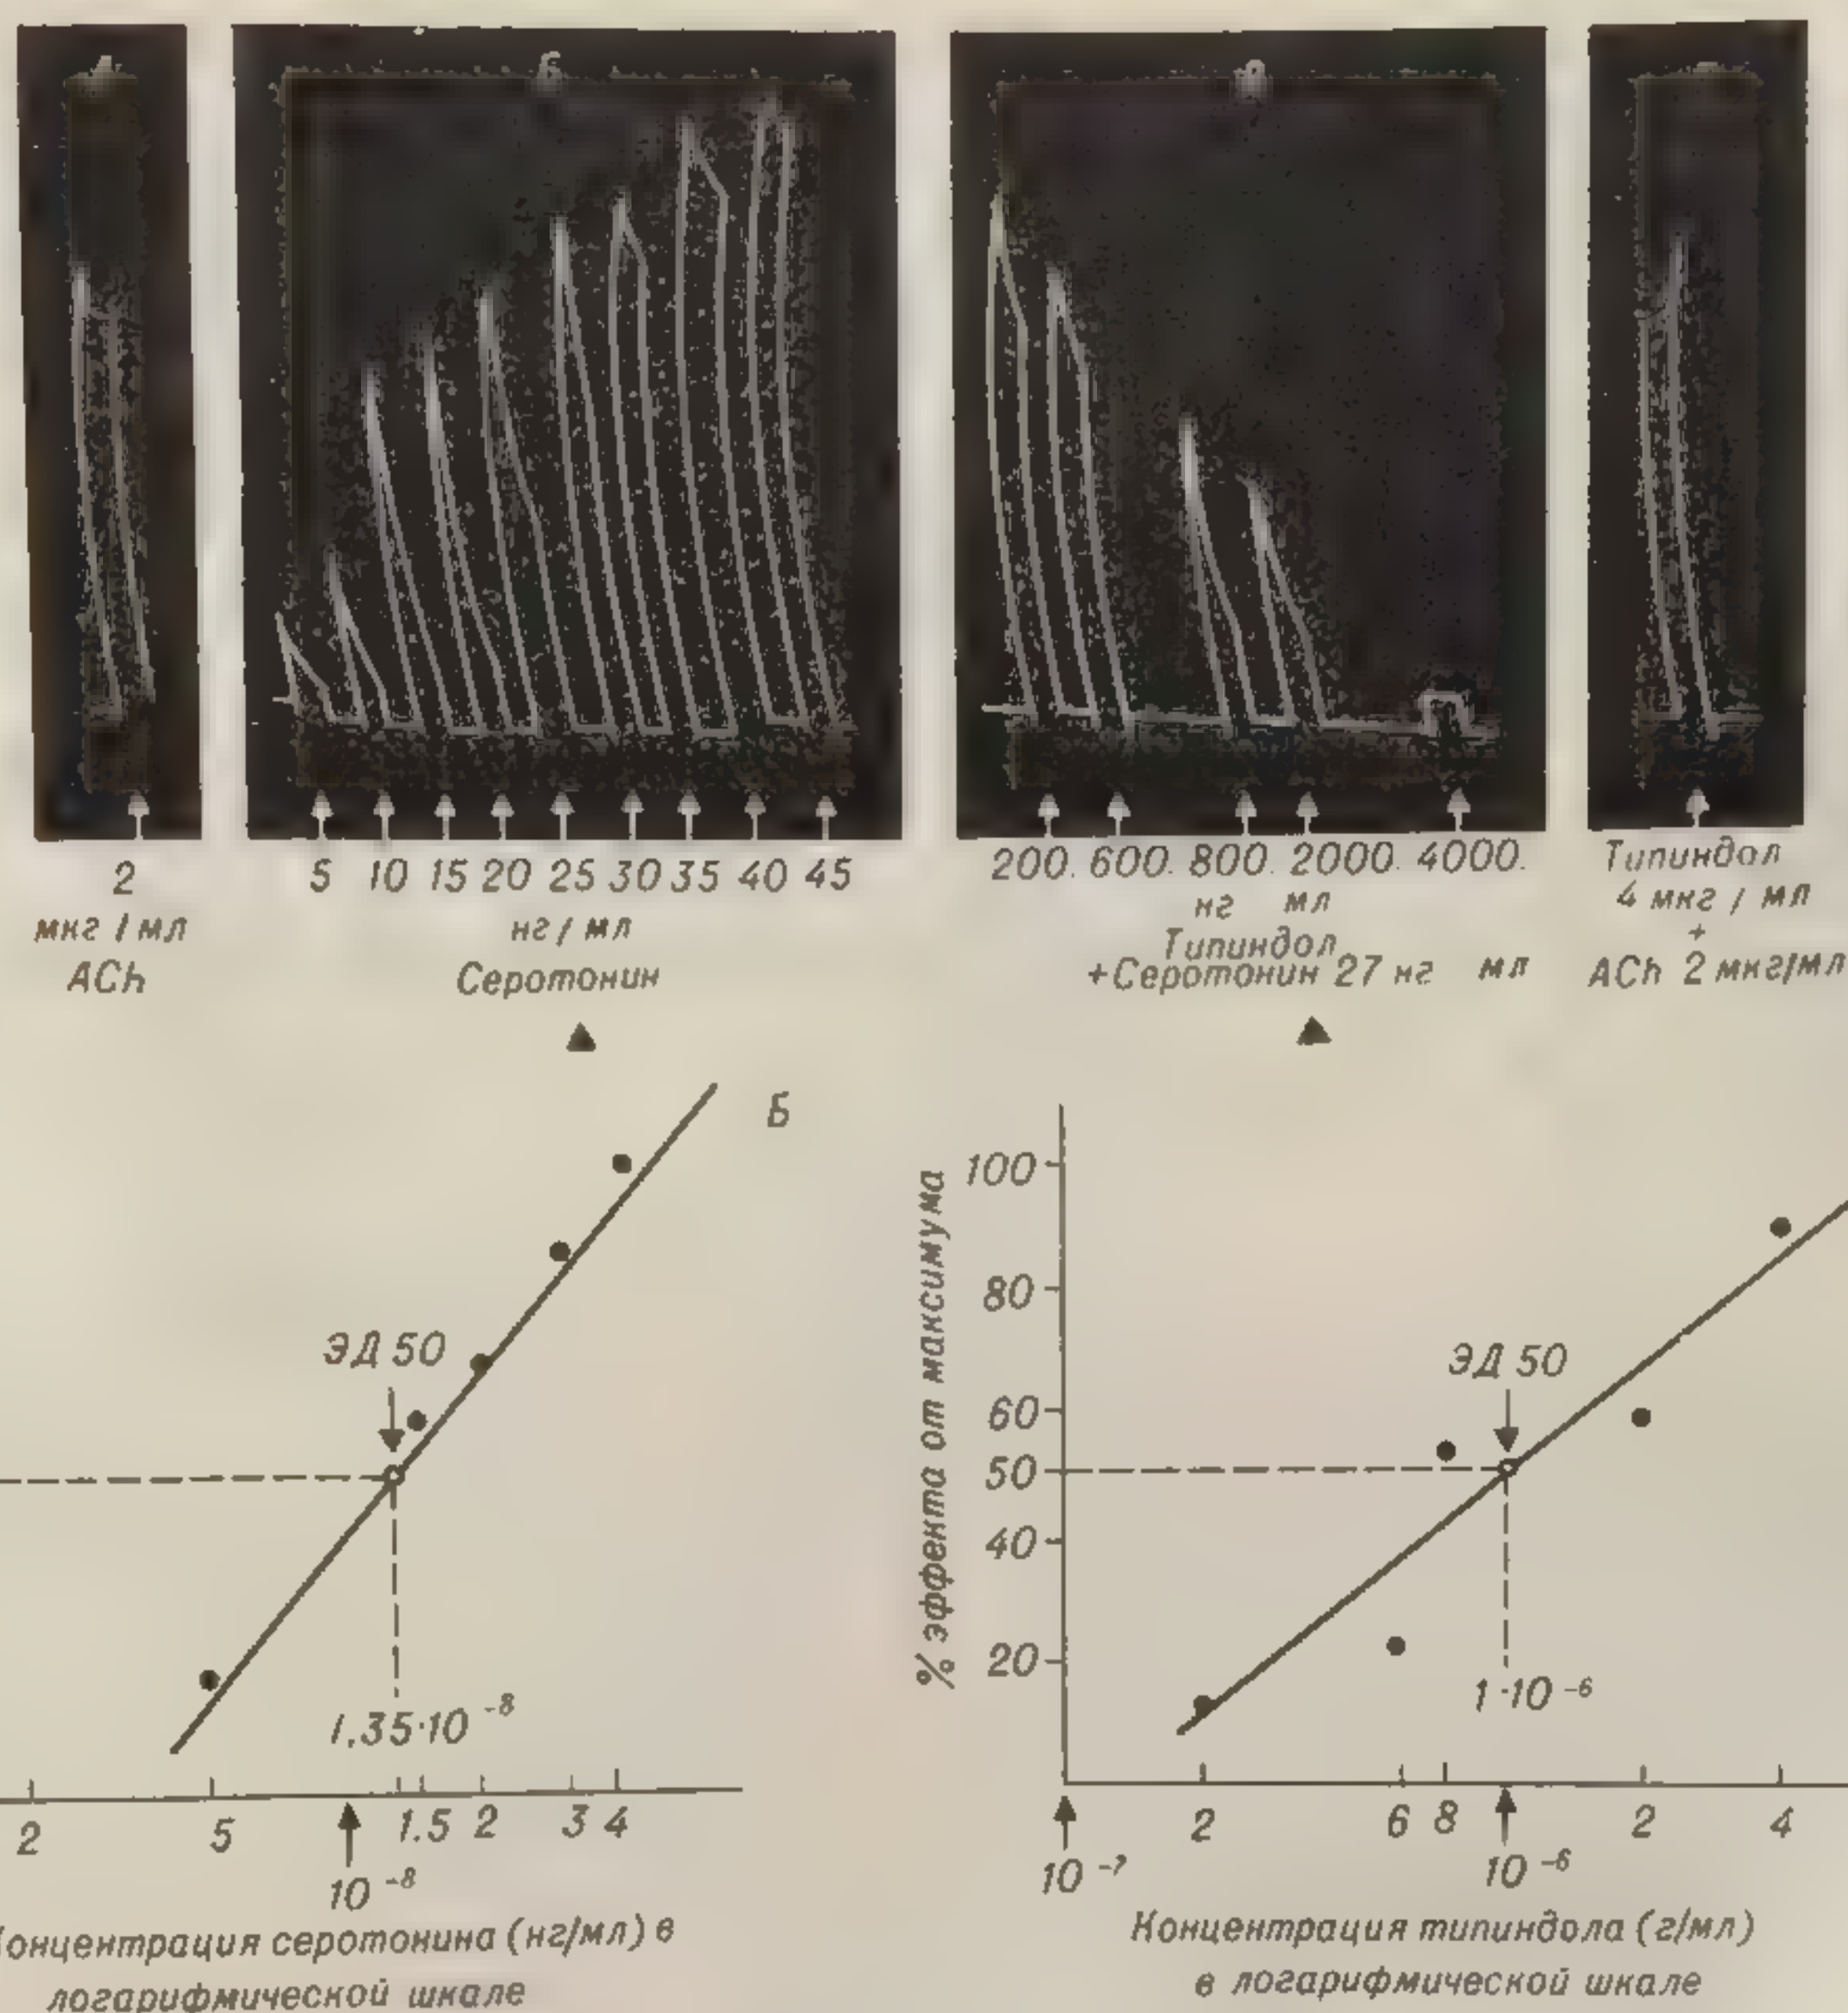 Б
2
мкг / мл
ACh
5 10 15 20 25 30 35 40 45
нг/ мл
Серотонин
200. 600. 800. 2000. 4000.
нг мл
Типиндол
+Серотонин 27 нг мл
Типиндол
4 мкг / мл
+
ACh 2 мкг/мл
ЭД 50
1,35·10⁻⁸
2 5 1.5 2 3 4
10⁻⁸
Концентрация серотонина (нг/мл) в
логарифмической шкале
Б
% эффекта от максимума
100
80
60
50
40
20
ЭД 50
1·10⁻⁶
2 6 8 2 4
10⁻⁷ 10⁻⁶
Концентрация типиндола (г/мл)
в логарифмической шкале